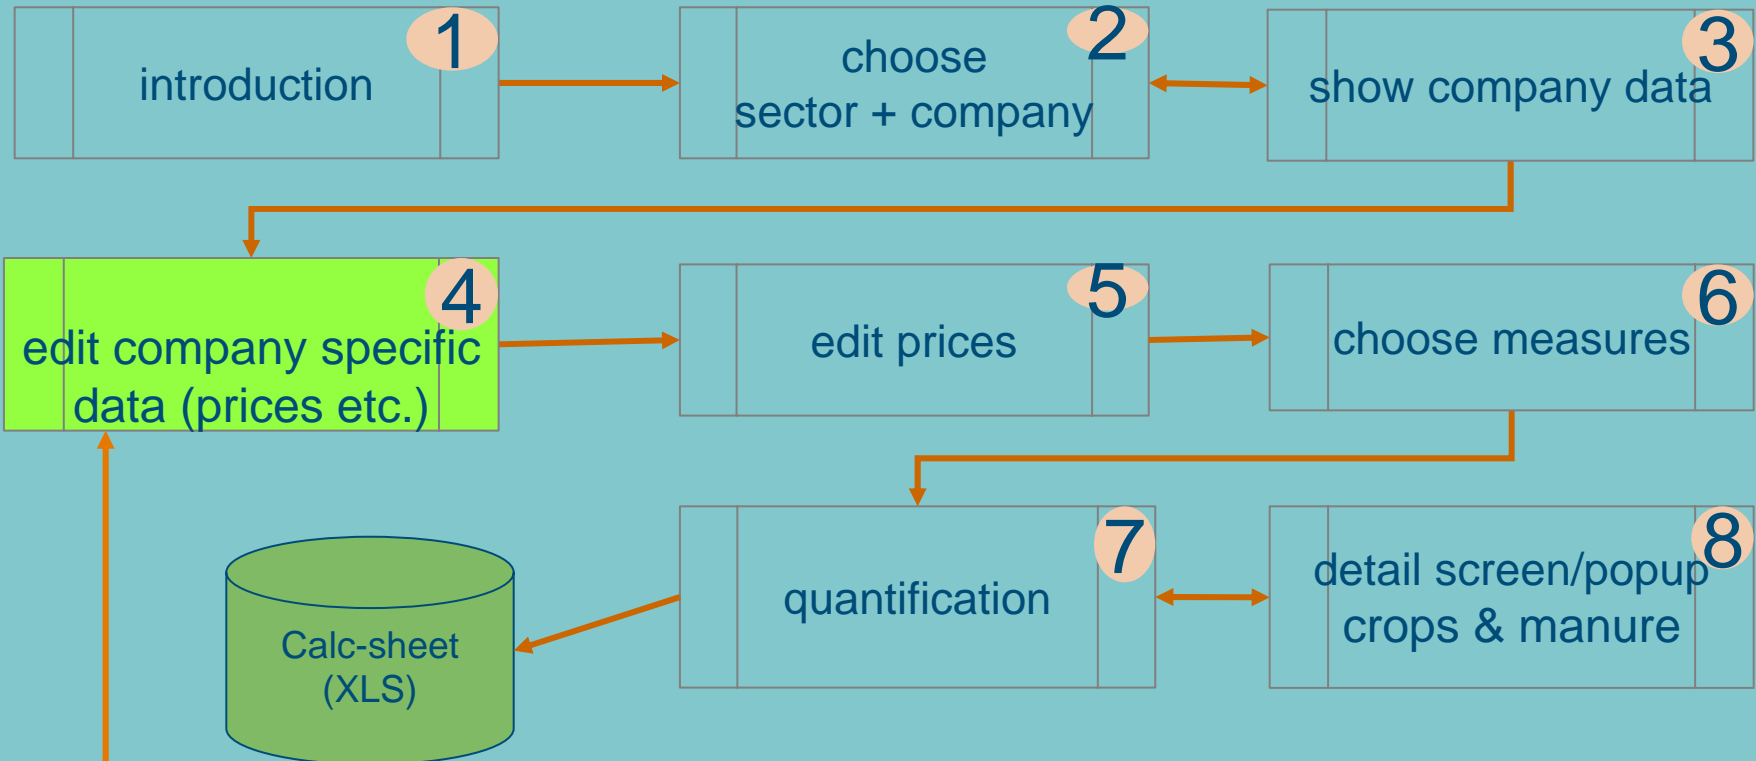 1
introduction
2
choose
sector + company
3
show company data
4
edit company specific
data (prices etc.)
5
edit prices
6
choose measures
7
quantification
8
detail screen/popup
crops & manure
Calc-sheet
(XLS)